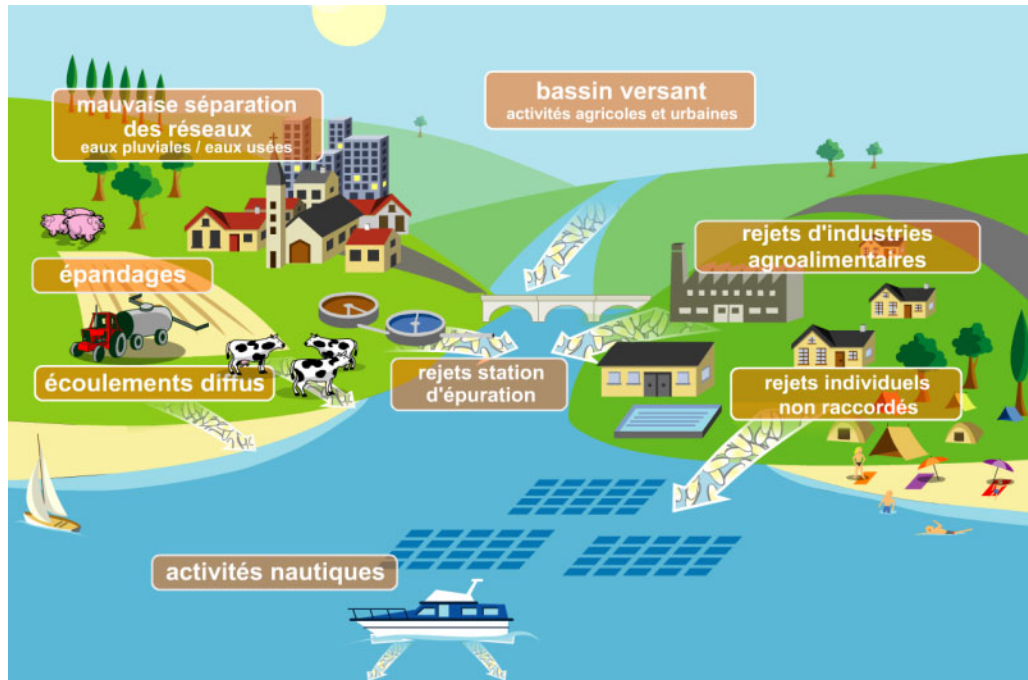 mauvaise séparation
des réseaux
eaux pluviales / eaux usées
bassin versant
activités agricoles et urbaines
rejets d'industries
agroalimentaires
épandages
écoulements diffus
rejets station
d'épuration
rejets individuels
non raccordés
activités nautiques